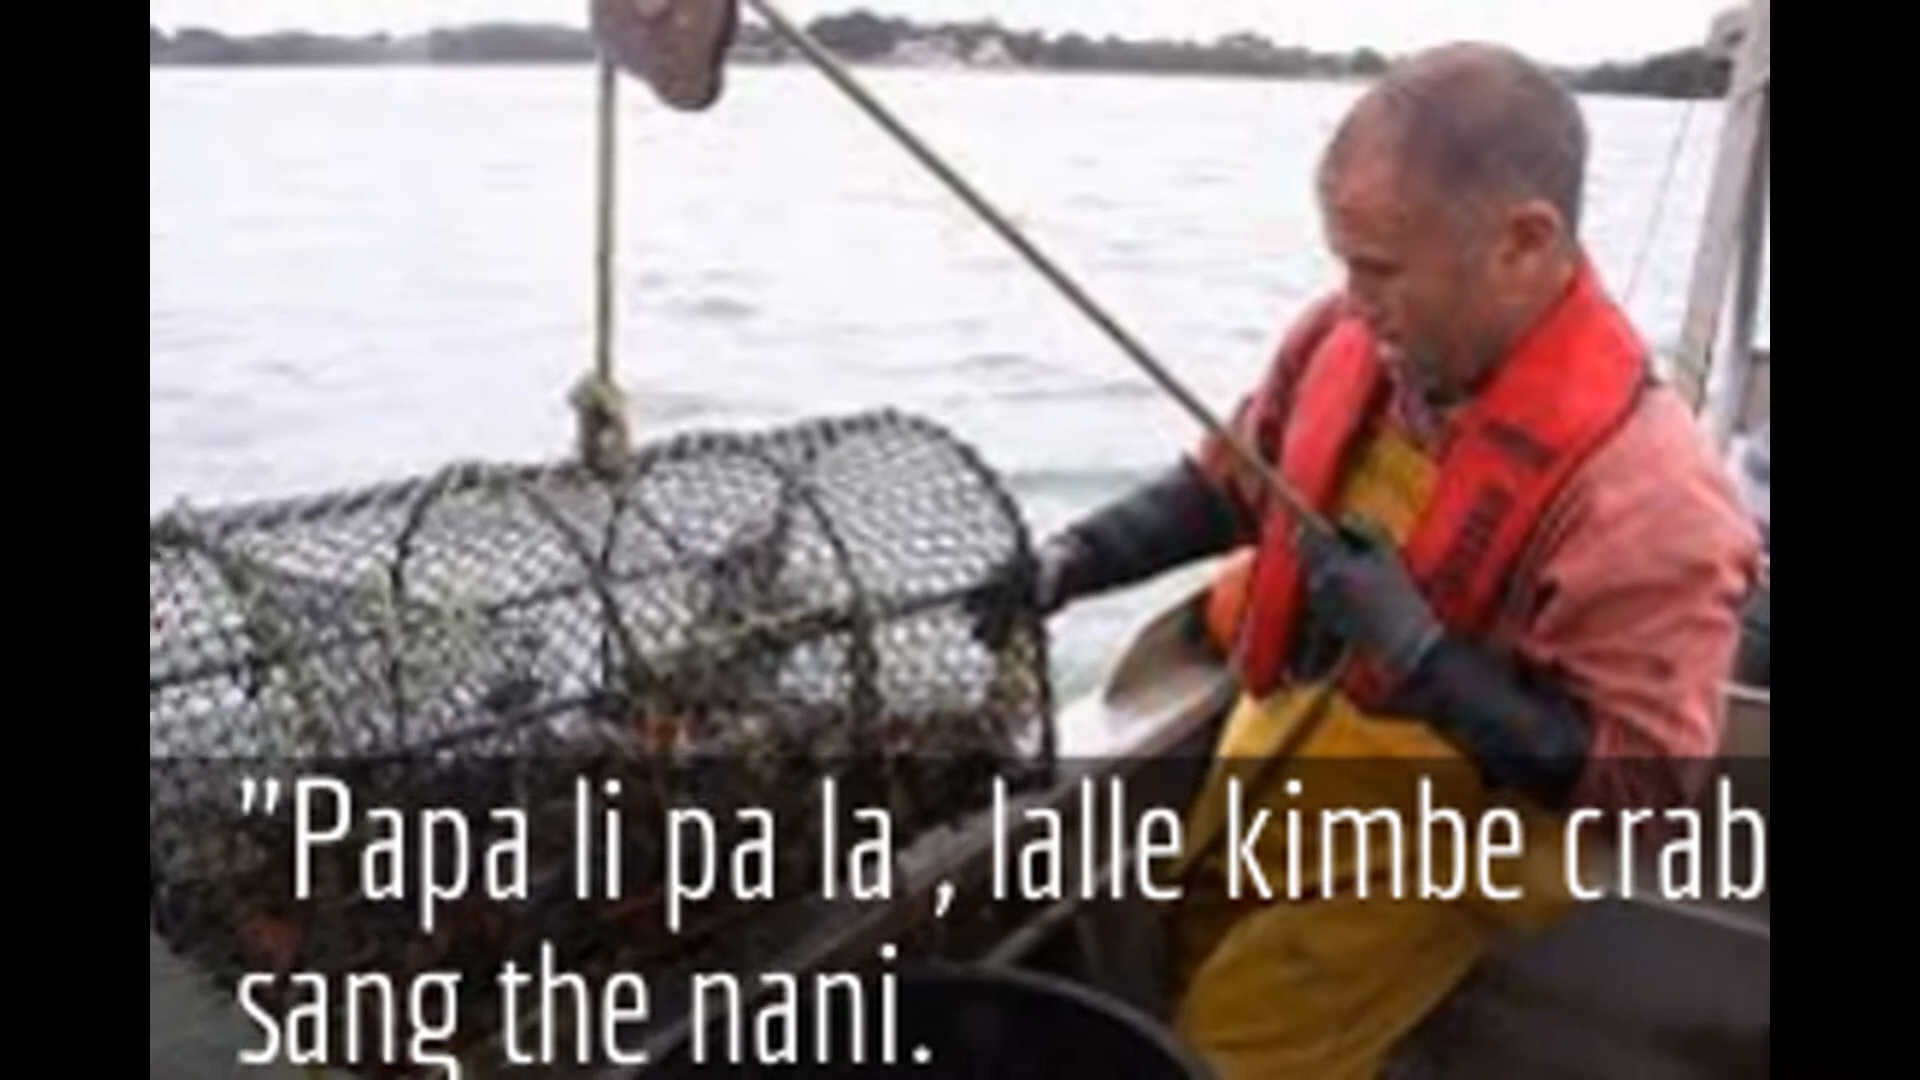 "Papa li pa la , lalle kimbe crab
sang the nani.